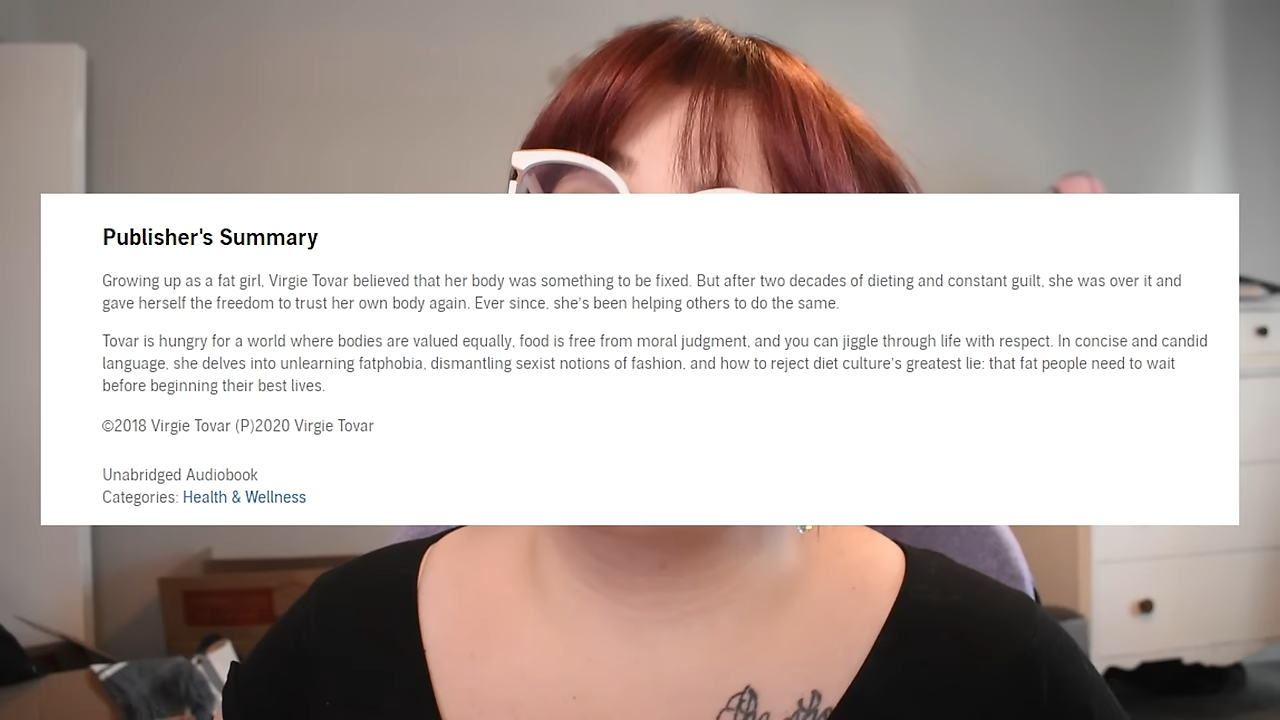 Publisher's Summary
Growing up as a fat girl, Virgie Tovar believed that her body was something to be fixed. But after two decades of dieting and constant guilt, she was over it and
gave herself the freedom to trust her own body again. Ever since, she's been helping others to do the same.
Tovar is hungry for a world where bodies are valued equally, food is free from moral judgment, and you can jiggle through life with respect. In concise and candid
language, she delves into unlearning fatphobia, dismantling sexist notions of fashion, and how to reject diet culture's greatest lie: that fat people need to wait
before beginning their best lives.
©2018 Virgie Tovar (P)2020 Virgie Tovar
Unabridged Audiobook
Categories: Health & Wellness